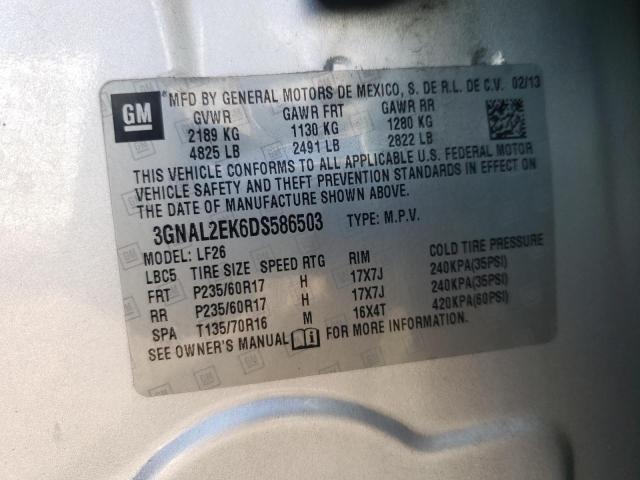 GM
MFD BY GENERAL MOTORS DE MEXICO, S. DE R.L. DE C.V. 02/13
GVWR GAWR FRT GAWR RR
2189 KG 1130 KG 1280 KG
4825 LB 2491 LB 2822 LB
THIS VEHICLE CONFORMS TO ALL APPLICABLE U.S. FEDERAL MOTOR
VEHICLE SAFETY AND THEFT PREVENTION STANDARDS IN EFFECT ON
THE DATE OF MANUFACTURE SHOWN ABOVE.
3GNAL2EK6DS586503 TYPE: M.P.V.
MODEL: LF26
LBC5 TIRE SIZE SPEED RTG RIM COLD TIRE PRESSURE
FRT P235/60R17 H 17X7J 240KPA(35PSI)
RR P235/60R17 H 17X7J 240KPA(35PSI)
SPA T135/70R16 M 16X4T 420KPA(60PSI)
SEE OWNER'S MANUAL FOR MORE INFORMATION.